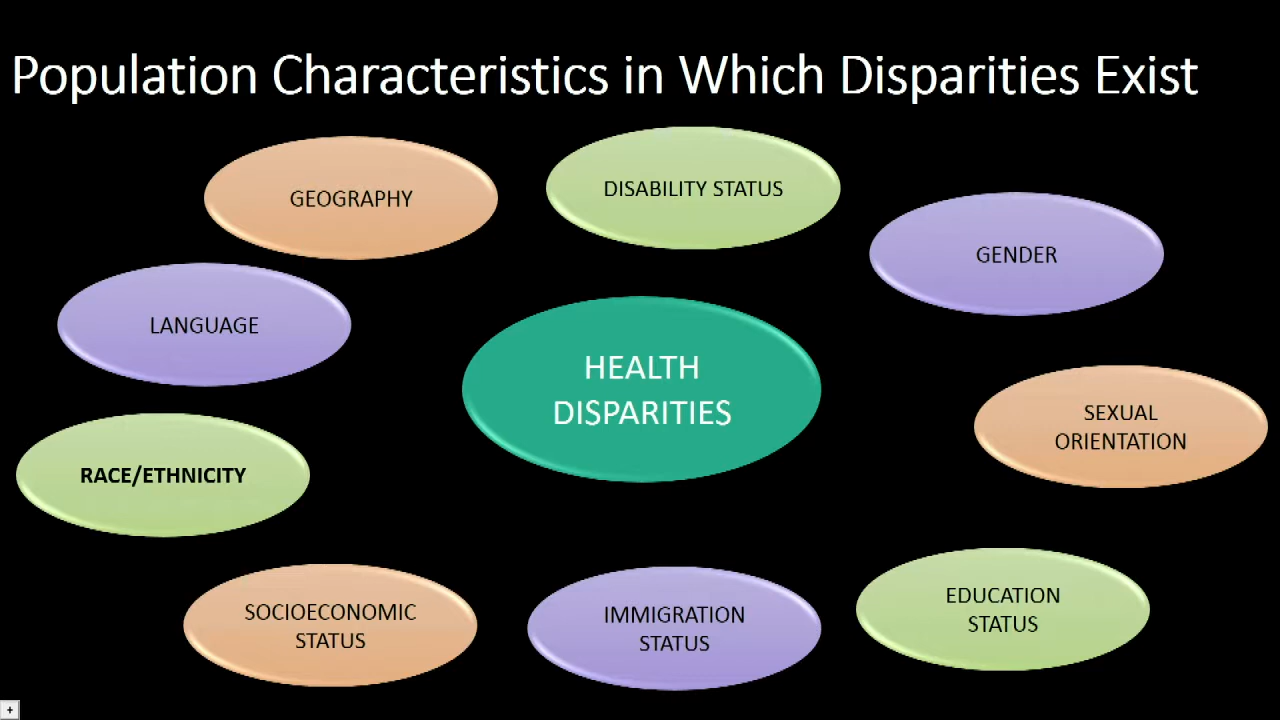 Population Characteristics in Which Disparities Exist
GEOGRAPHY
DISABILITY STATUS
GENDER
LANGUAGE
HEALTH
DISPARITIES
SEXUAL
ORIENTATION
RACE/ETHNICITY
SOCIOECONOMIC
STATUS
IMMIGRATION
STATUS
EDUCATION
STATUS
+